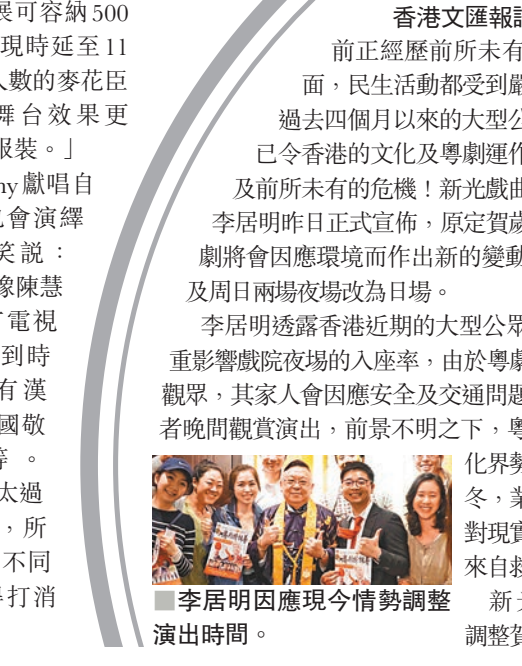 展可容納500
現時延至11
人數的麥花臣
舞台效果更
服裝。」
ny獻唱自
也會演繹
笑說：
像陳慧
電視
到時
有漢
國敬
等。
太過
，所
不同
打消
香港文匯報
前正經歷前所未有
面，民生活動都受到嚴
過去四個月以來的大型公
已令香港的文化及粵劇運作
及前所未有的危機！新光戲曲
李居明昨日正式宣佈，原定賀歲
劇將會因應環境而作出新的變動
及周日兩場夜場改為日場。
李居明透露香港近期的大型公眾
重影響戲院夜場的入座率，由於粵劇
觀眾，其家人會因應安全及交通問題
者晚間觀賞演出，前景不明之下，粵
化界勢
冬，業
對現實
來自救
新光
調整賀
■李居明因應現今情勢調整
演出時間。